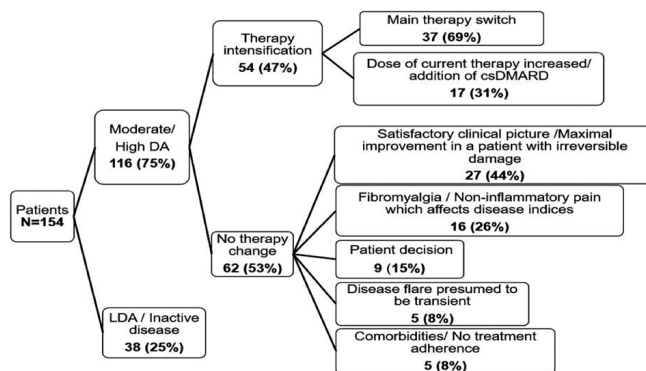 Patients
N=154
Moderate/
High DA
116 (75%)
LDA / Inactive
disease
38 (25%)
Therapy
intensification
54 (47%)
No therapy
change
62 (53%)
Main therapy switch
37 (69%)
Dose of current therapy increased/
addition of csDMARD
17 (31%)
Satisfactory clinical picture /Maximal
improvement in a patient with irreversible
damage
27 (44%)
Fibromyalgia / Non-inflammatory pain
which affects disease indices
16 (26%)
Patient decision
9 (15%)
Disease flare presumed to
be transient
5 (8%)
Comorbidities/ No treatment
adherence
5 (8%)